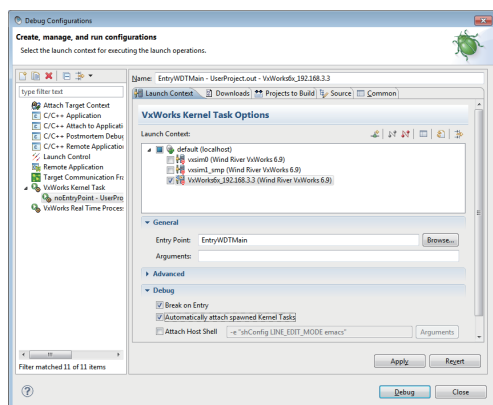 Debug Configurations
Create, manage, and run configurations
Select the launch context for executing the launch operations.
type filter text
Attach Target Context
C/C++ Application
C/C++ Attach to Applicati
C/C++ Postmortem Debug
C/C++ Remote Applicatio
Launch Control
Remote Application
Target Communication Fra
VxWorks Kernel Task
noEntryPoint - UserPro
VxWorks Real Time Proces
Filter matched 11 of 11 items
Name: EntryWDTMain - UserProject.out - VxWorks6x_192.168.3.3
Launch Context Downloads Projects to Build Source Common
VxWorks Kernel Task Options
Launch Context:
default (localhost)
vxsim0 (Wind River VxWorks 6.9)
vxsim1_smp (Wind River VxWorks 6.9)
VxWorks6x_192.168.3.3 (Wind River VxWorks 6.9)
General
Entry Point: EntryWDTMain Browse...
Arguments:
Advanced
Debug
Break on Entry
Automatically attach spawned Kernel Tasks
Attach Host Shell -e "shConfig LINE_EDIT_MODE emacs" Arguments
Apply Revert
Debug Close